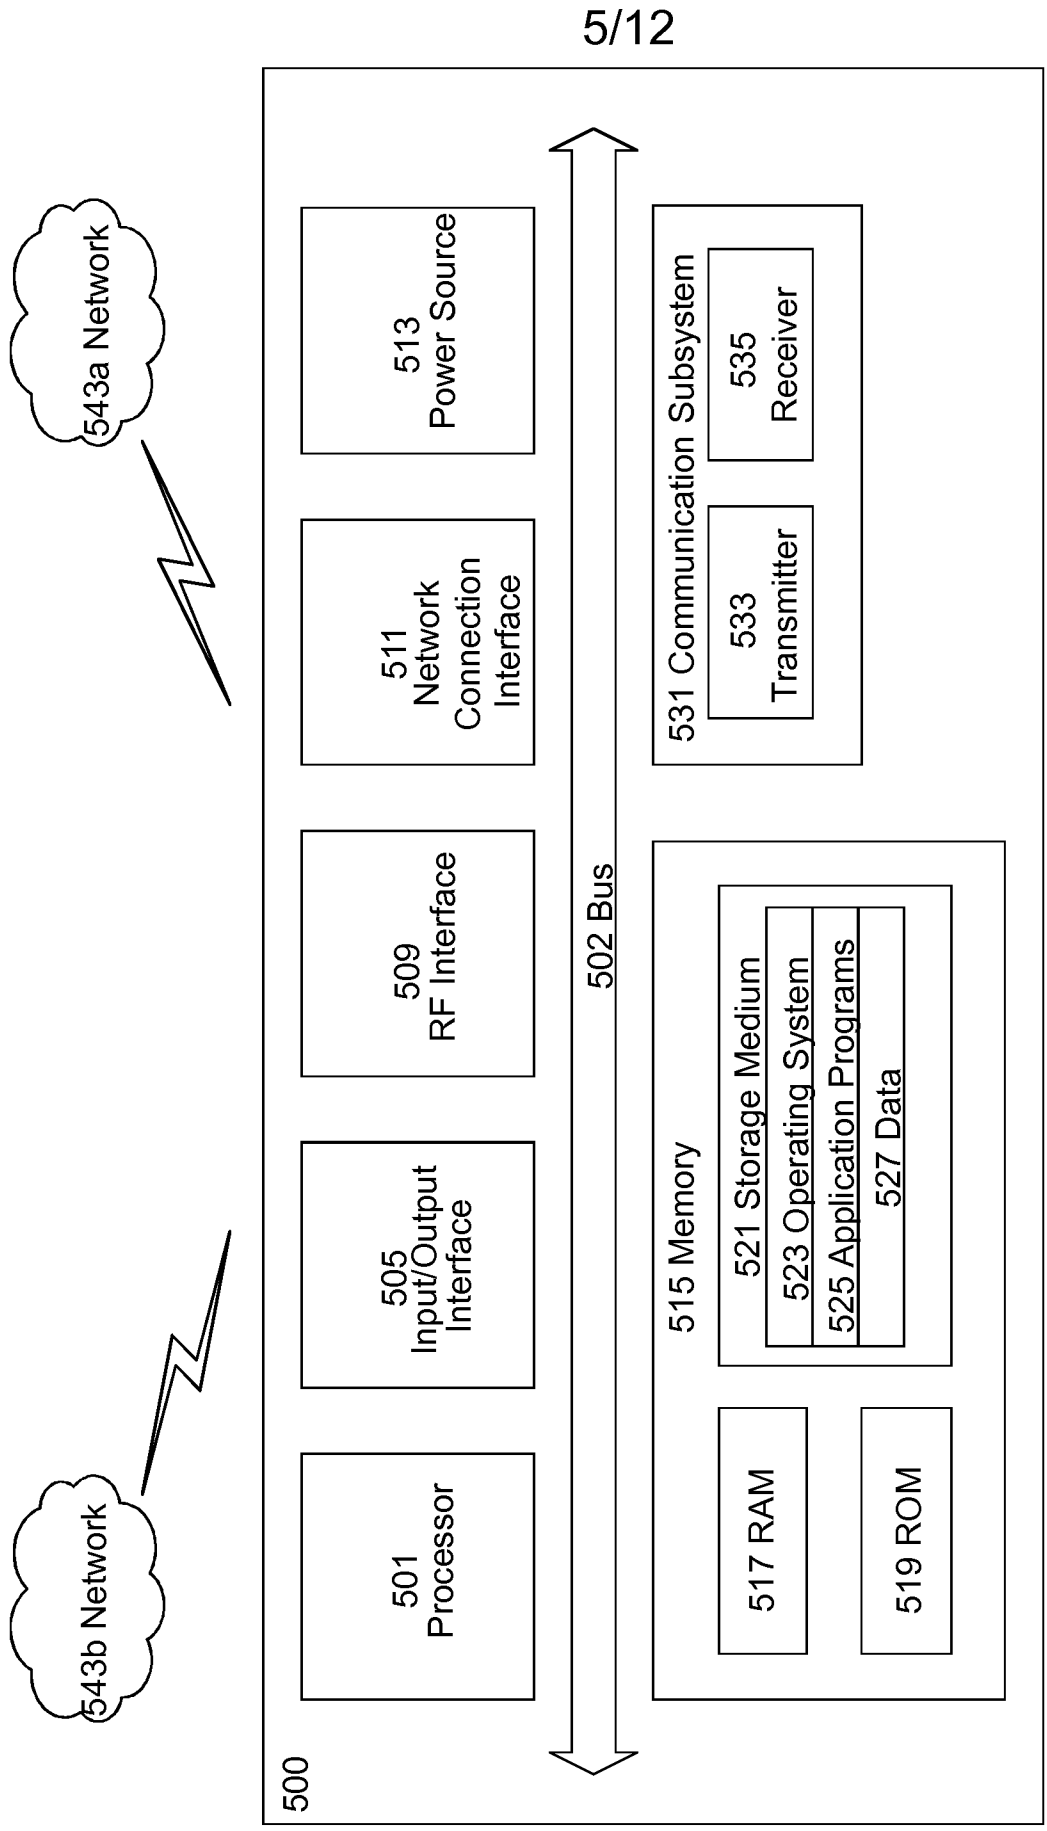 5/12
543b Network
543a Network
500
501
Processor
505
Input/Output
Interface
509
RF Interface
511
Network
Connection
Interface
513
Power Source
502 Bus
515 Memory
517 RAM
519 ROM
521 Storage Medium
523 Operating System
525 Application Programs
527 Data
531 Communication Subsystem
533
Transmitter
535
Receiver